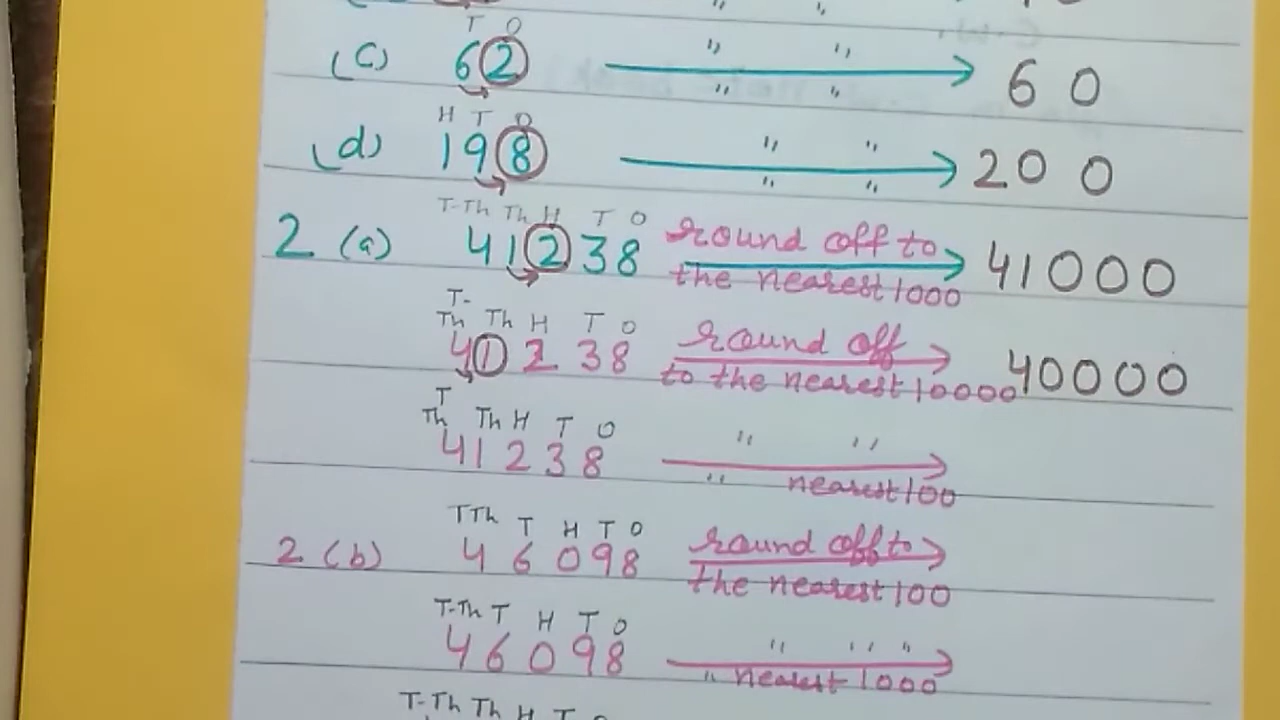 " "
T O
(c) 62 " " 60
" "
H T O
(d) 198 " " 200
" "
T-Th Th H T O
2 (a) 41238 round off to 41000
the nearest 1000
T-
Th Th H T O
41238 round off 40000
to the nearest 10000
T
Th Th H T O
41238 " "
" nearest 100
TTh T H T O
2 (b) 46098 round off to
the nearest 100
T-Th T H T O
46098 " " "
" nearest 1000
T-Th Th H T O